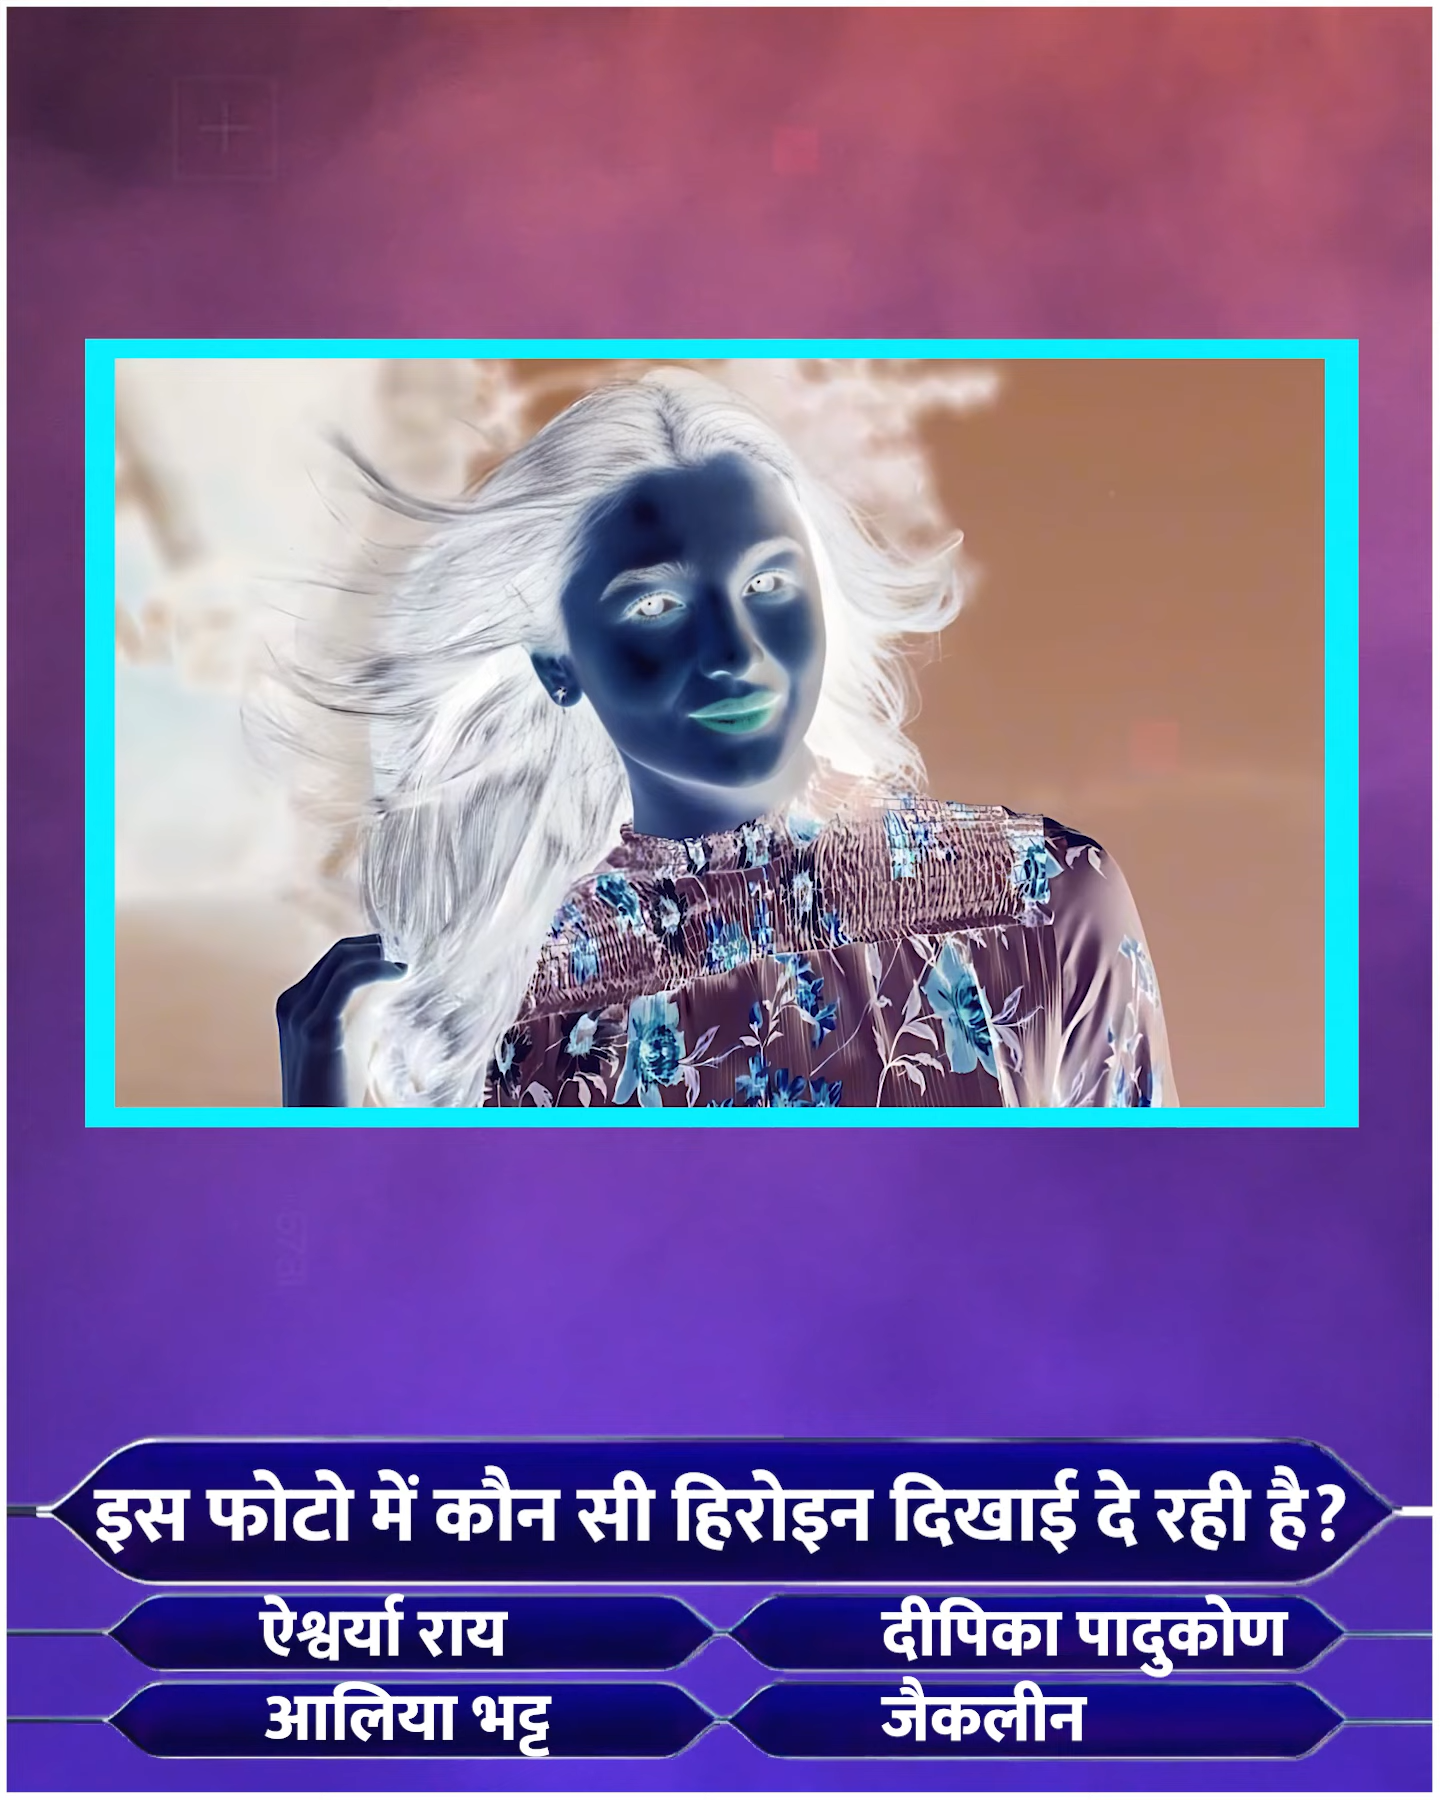 इस फोटो में कौन सी हिरोइन दिखाई दे रही है?
ऐश्वर्या राय
दीपिका पादुकोण
आलिया भट्ट
जैकलीन